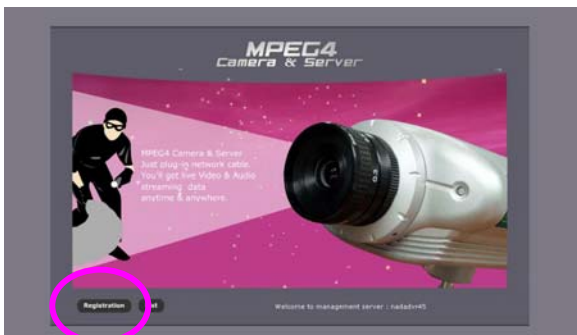 MPEG4
Camera & Server
MPEG4 Camera & Server
Just plug-in network cable.
You'll get live Video & Audio
streaming data
anytime & anywhere.
Registration
Welcome to management server :